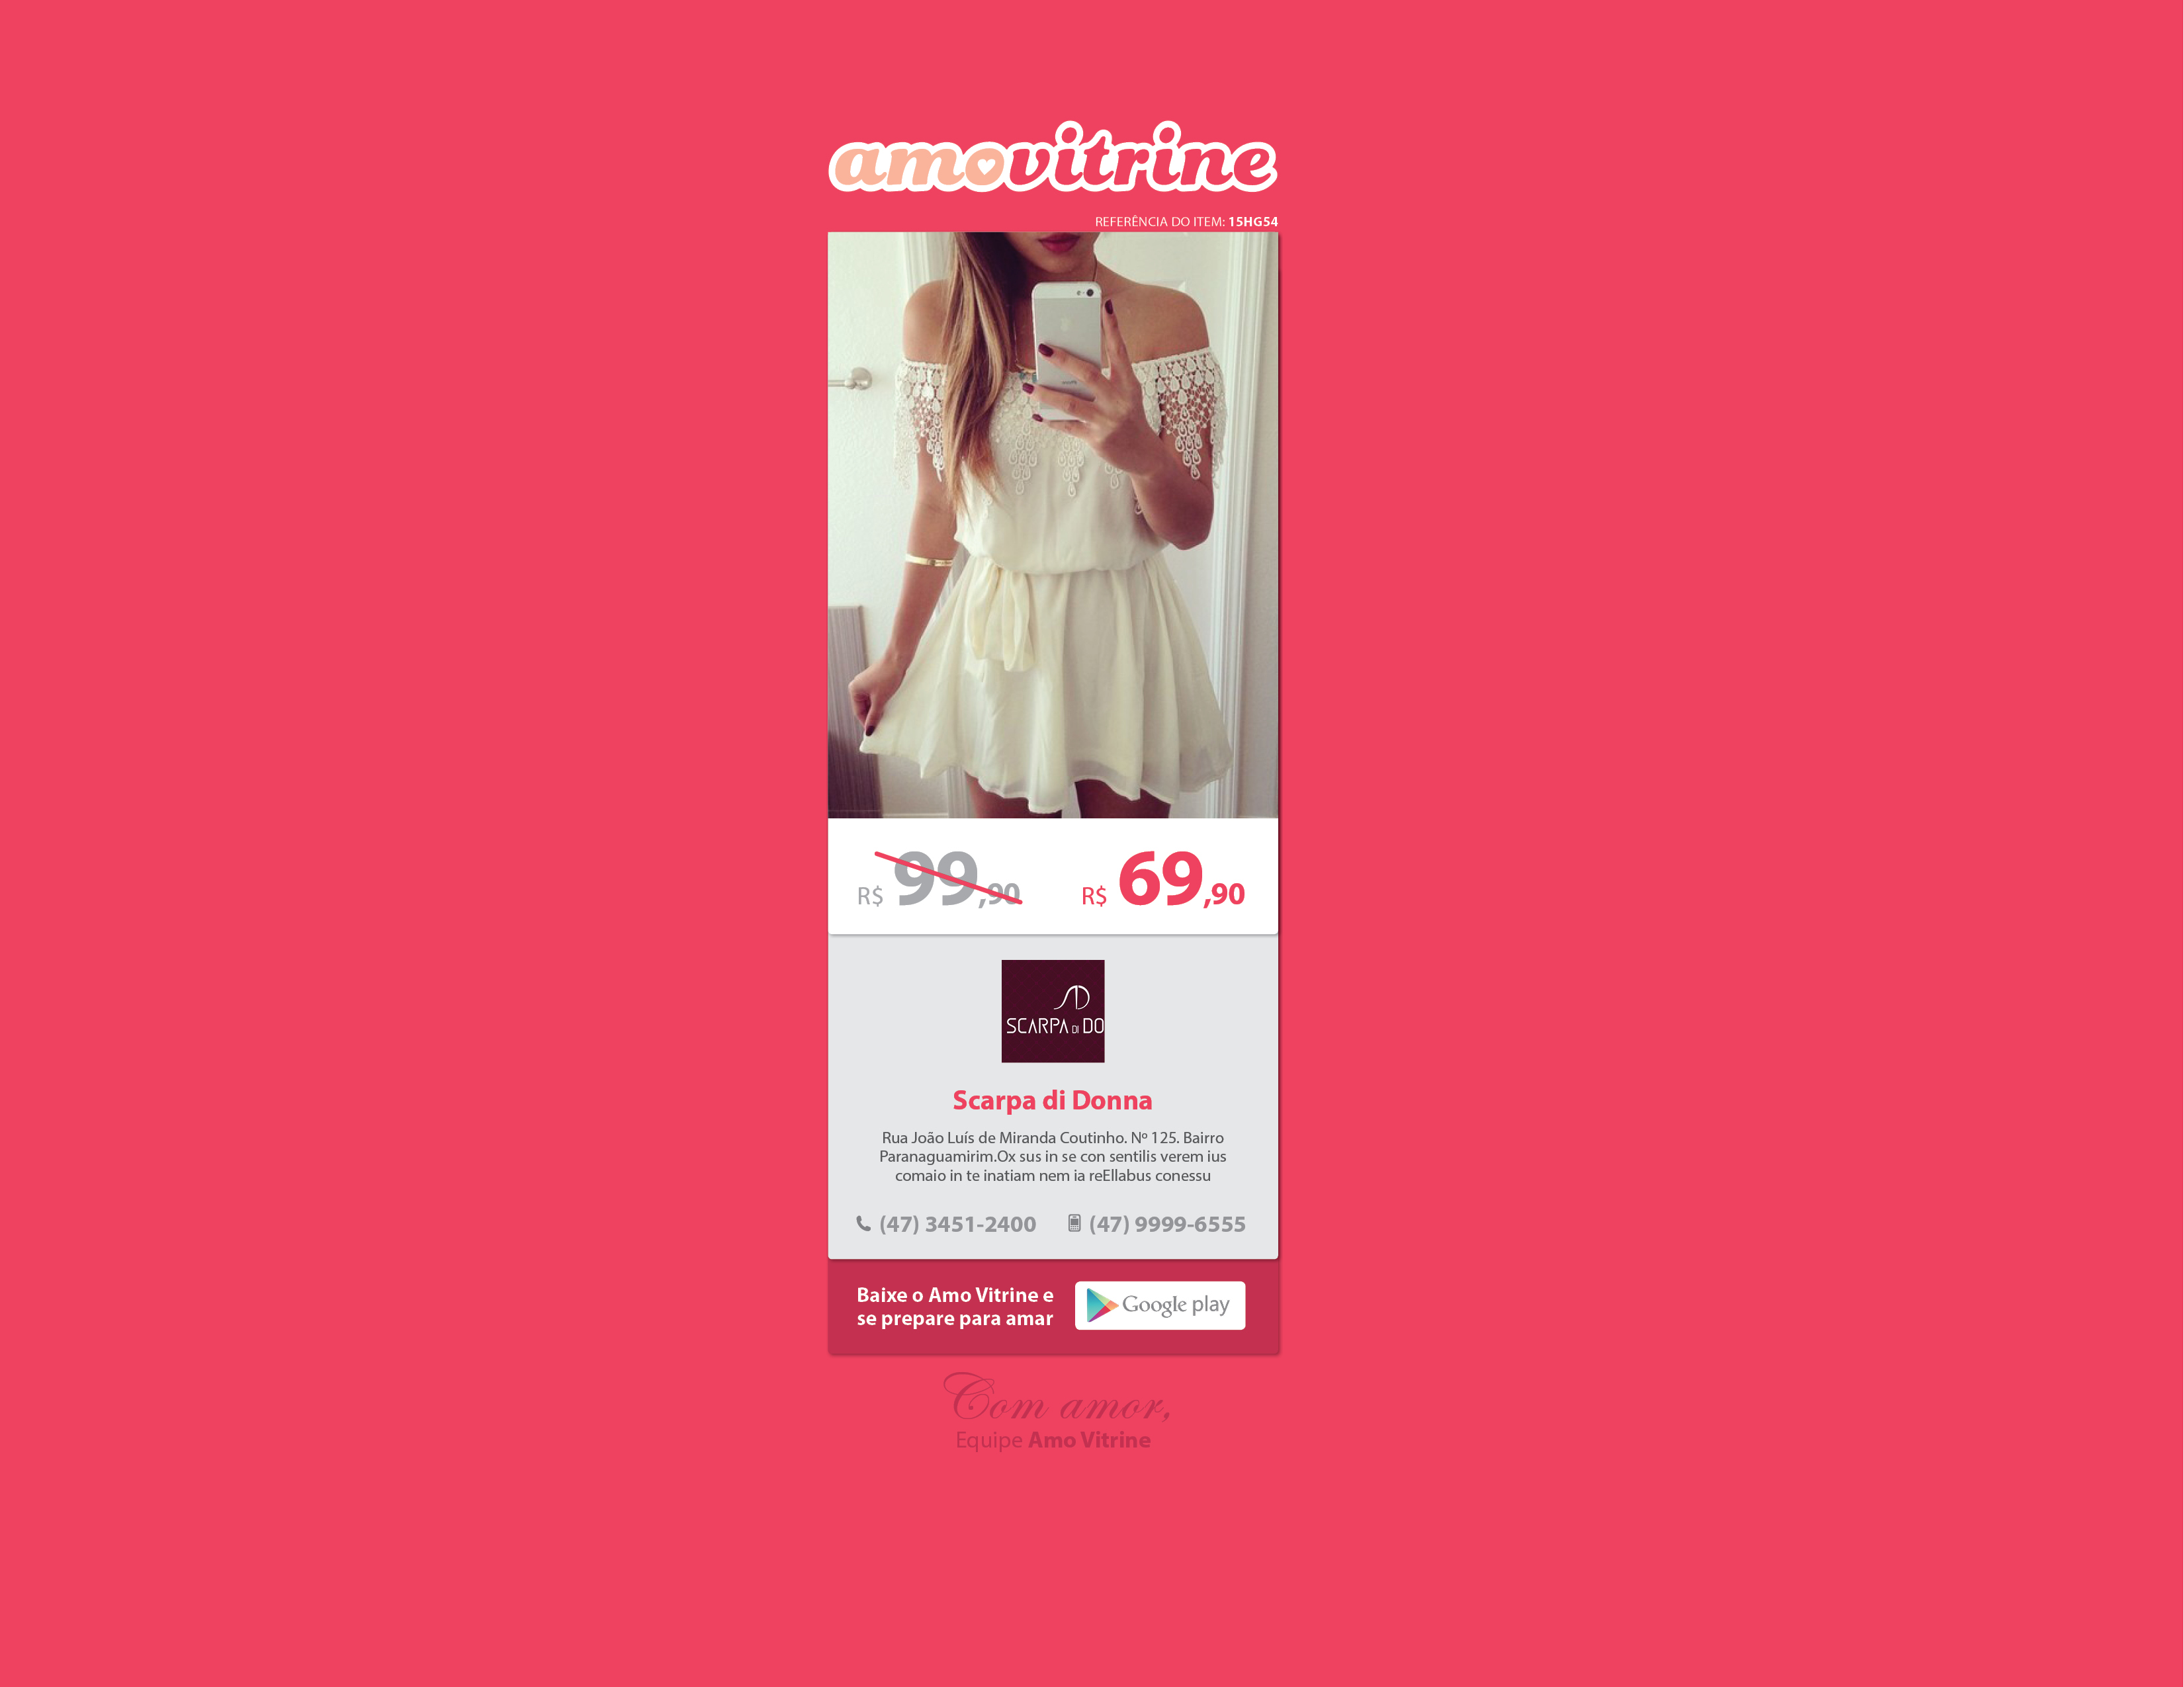 amovitrine
REFERÊNCIA DO ITEM: 15HG54
R$ 99,90
R$ 69,90
SCARPA DI DO
Scarpa di Donna
Rua João Luís de Miranda Coutinho. Nº 125. Bairro
Paranaguamirim.Ox sus in se con sentilis verem ius
comaio in te inatiam nem ia reEllabus conessu
(47) 3451-2400
(47) 9999-6555
Baixe o Amo Vitrine e
se prepare para amar
Google play
Com amor,
Equipe Amo Vitrine